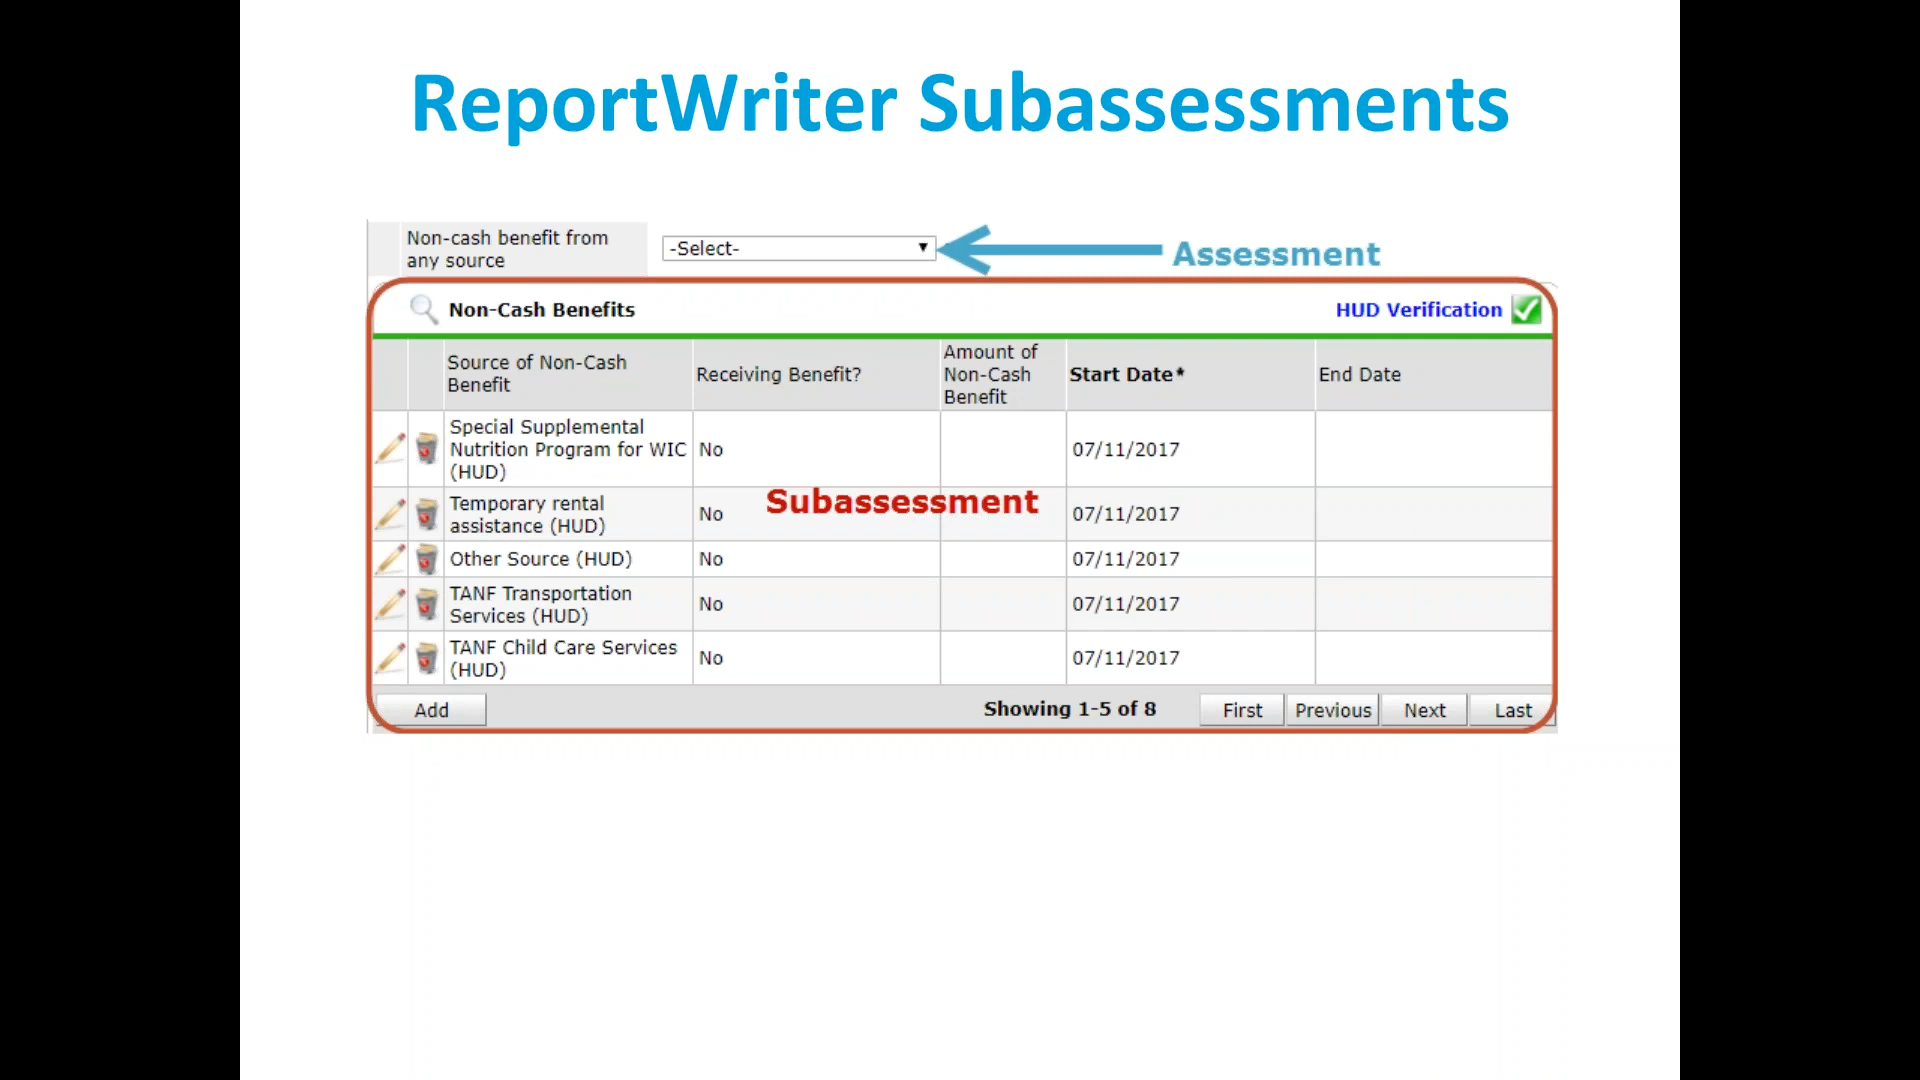 ReportWriter Subassessments
Non-cash benefit from
any source
-Select-
Assessment
Non-Cash Benefits
HUD Verification
Source of Non-Cash
Benefit
Receiving Benefit?
Amount of
Non-Cash
Benefit
Start Date*
End Date
Special Supplemental
Nutrition Program for WIC
(HUD)
No
07/11/2017
Temporary rental
assistance (HUD)
No
Subassessment
07/11/2017
Other Source (HUD)
No
07/11/2017
TANF Transportation
Services (HUD)
No
07/11/2017
TANF Child Care Services
(HUD)
No
07/11/2017
Add
Showing 1-5 of 8
First
Previous
Next
Last